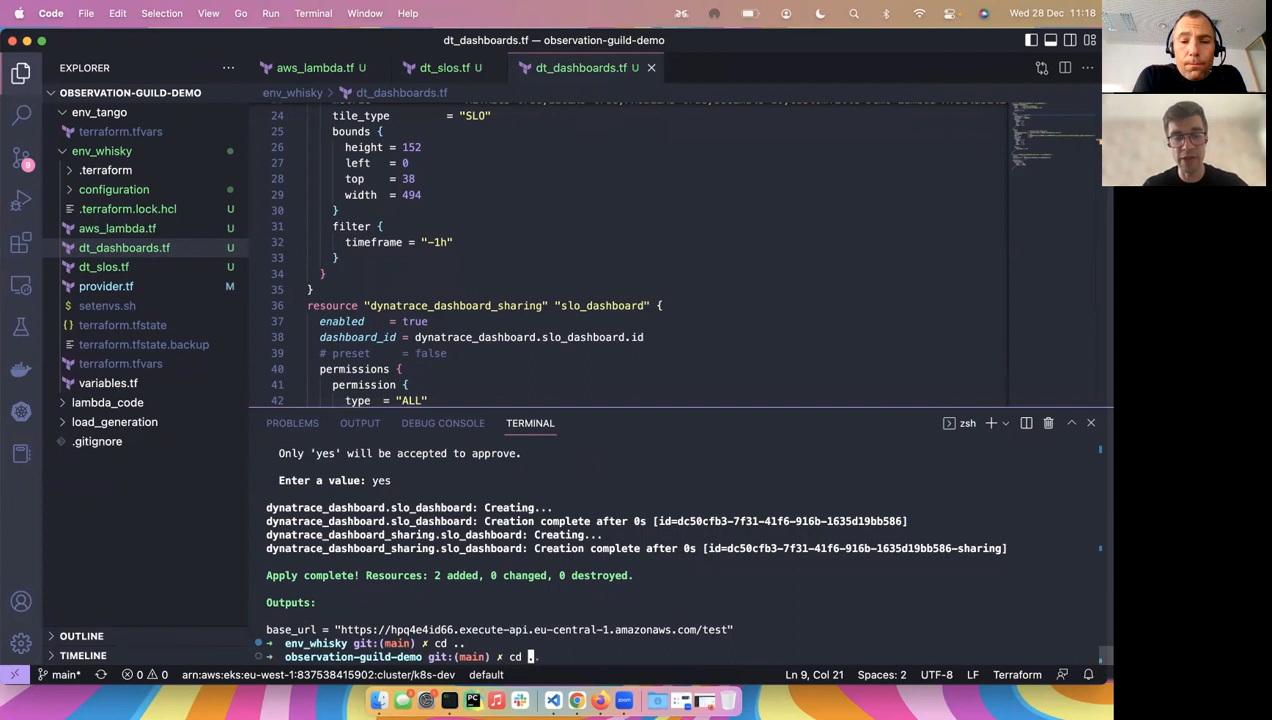 Code File Edit Selection View Go Run Terminal Window Help Wed 28 Dec 11:18
dt_dashboards.tf — observation-guild-demo
EXPLORER
aws_lambda.tf U dt_slos.tf U dt_dashboards.tf U
env_whisky > dt_dashboards.tf
OBSERVATION-GUILD-DEMO
env_tango
terraform.tfvars
env_whisky
.terraform
configuration
.terraform.lock.hcl U
aws_lambda.tf U
dt_dashboards.tf U
dt_slos.tf U
provider.tf M
setenvs.sh
terraform.tfstate
terraform.tfstate.backup
terraform.tfvars
variables.tf
lambda_code
load_generation
.gitignore
OUTLINE
TIMELINE
9
24 tile_type = "SLO"
25 bounds {
26 height = 152
27 left = 0
28 top = 38
29 width = 494
30 }
31 filter {
32 timeframe = "-1h"
33 }
34 }
35 }
36 resource "dynatrace_dashboard_sharing" "slo_dashboard" {
37 enabled = true
38 dashboard_id = dynatrace_dashboard.slo_dashboard.id
39 # preset = false
40 permissions {
41 permission {
42 type = "ALL"
PROBLEMS OUTPUT DEBUG CONSOLE TERMINAL zsh
Only 'yes' will be accepted to approve.
Enter a value: yes
dynatrace_dashboard.slo_dashboard: Creating...
dynatrace_dashboard.slo_dashboard: Creation complete after 0s [id=dc50cfb3-7f31-41f6-916b-1635d19bb586]
dynatrace_dashboard_sharing.slo_dashboard: Creating...
dynatrace_dashboard_sharing.slo_dashboard: Creation complete after 0s [id=dc50cfb3-7f31-41f6-916b-1635d19bb586-sharing]
Apply complete! Resources: 2 added, 0 changed, 0 destroyed.
Outputs:
base_url = "https://hpq4e4id66.execute-api.eu-central-1.amazonaws.com/test"
➜ env_whisky git:(main) ✗ cd ..
➜ observation-guild-demo git:(main) ✗ cd ..
main* 0 0 arn:aws:eks:eu-west-1:837538415902:cluster/k8s-dev default Ln 9, Col 21 Spaces: 2 UTF-8 LF Terraform